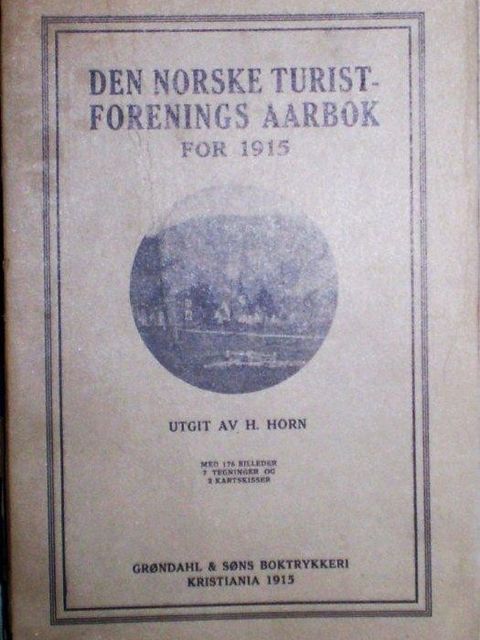 DEN NORSKE TURIST-
FORENINGS AARBOK
FOR 1915
UTGIT AV H. HORN
MED 176 BILLEDER
7 TEGNINGER OG
2 KARTSKISSER
GRØNDAHL & SØNS BOKTRYKKERI
KRISTIANIA 1915